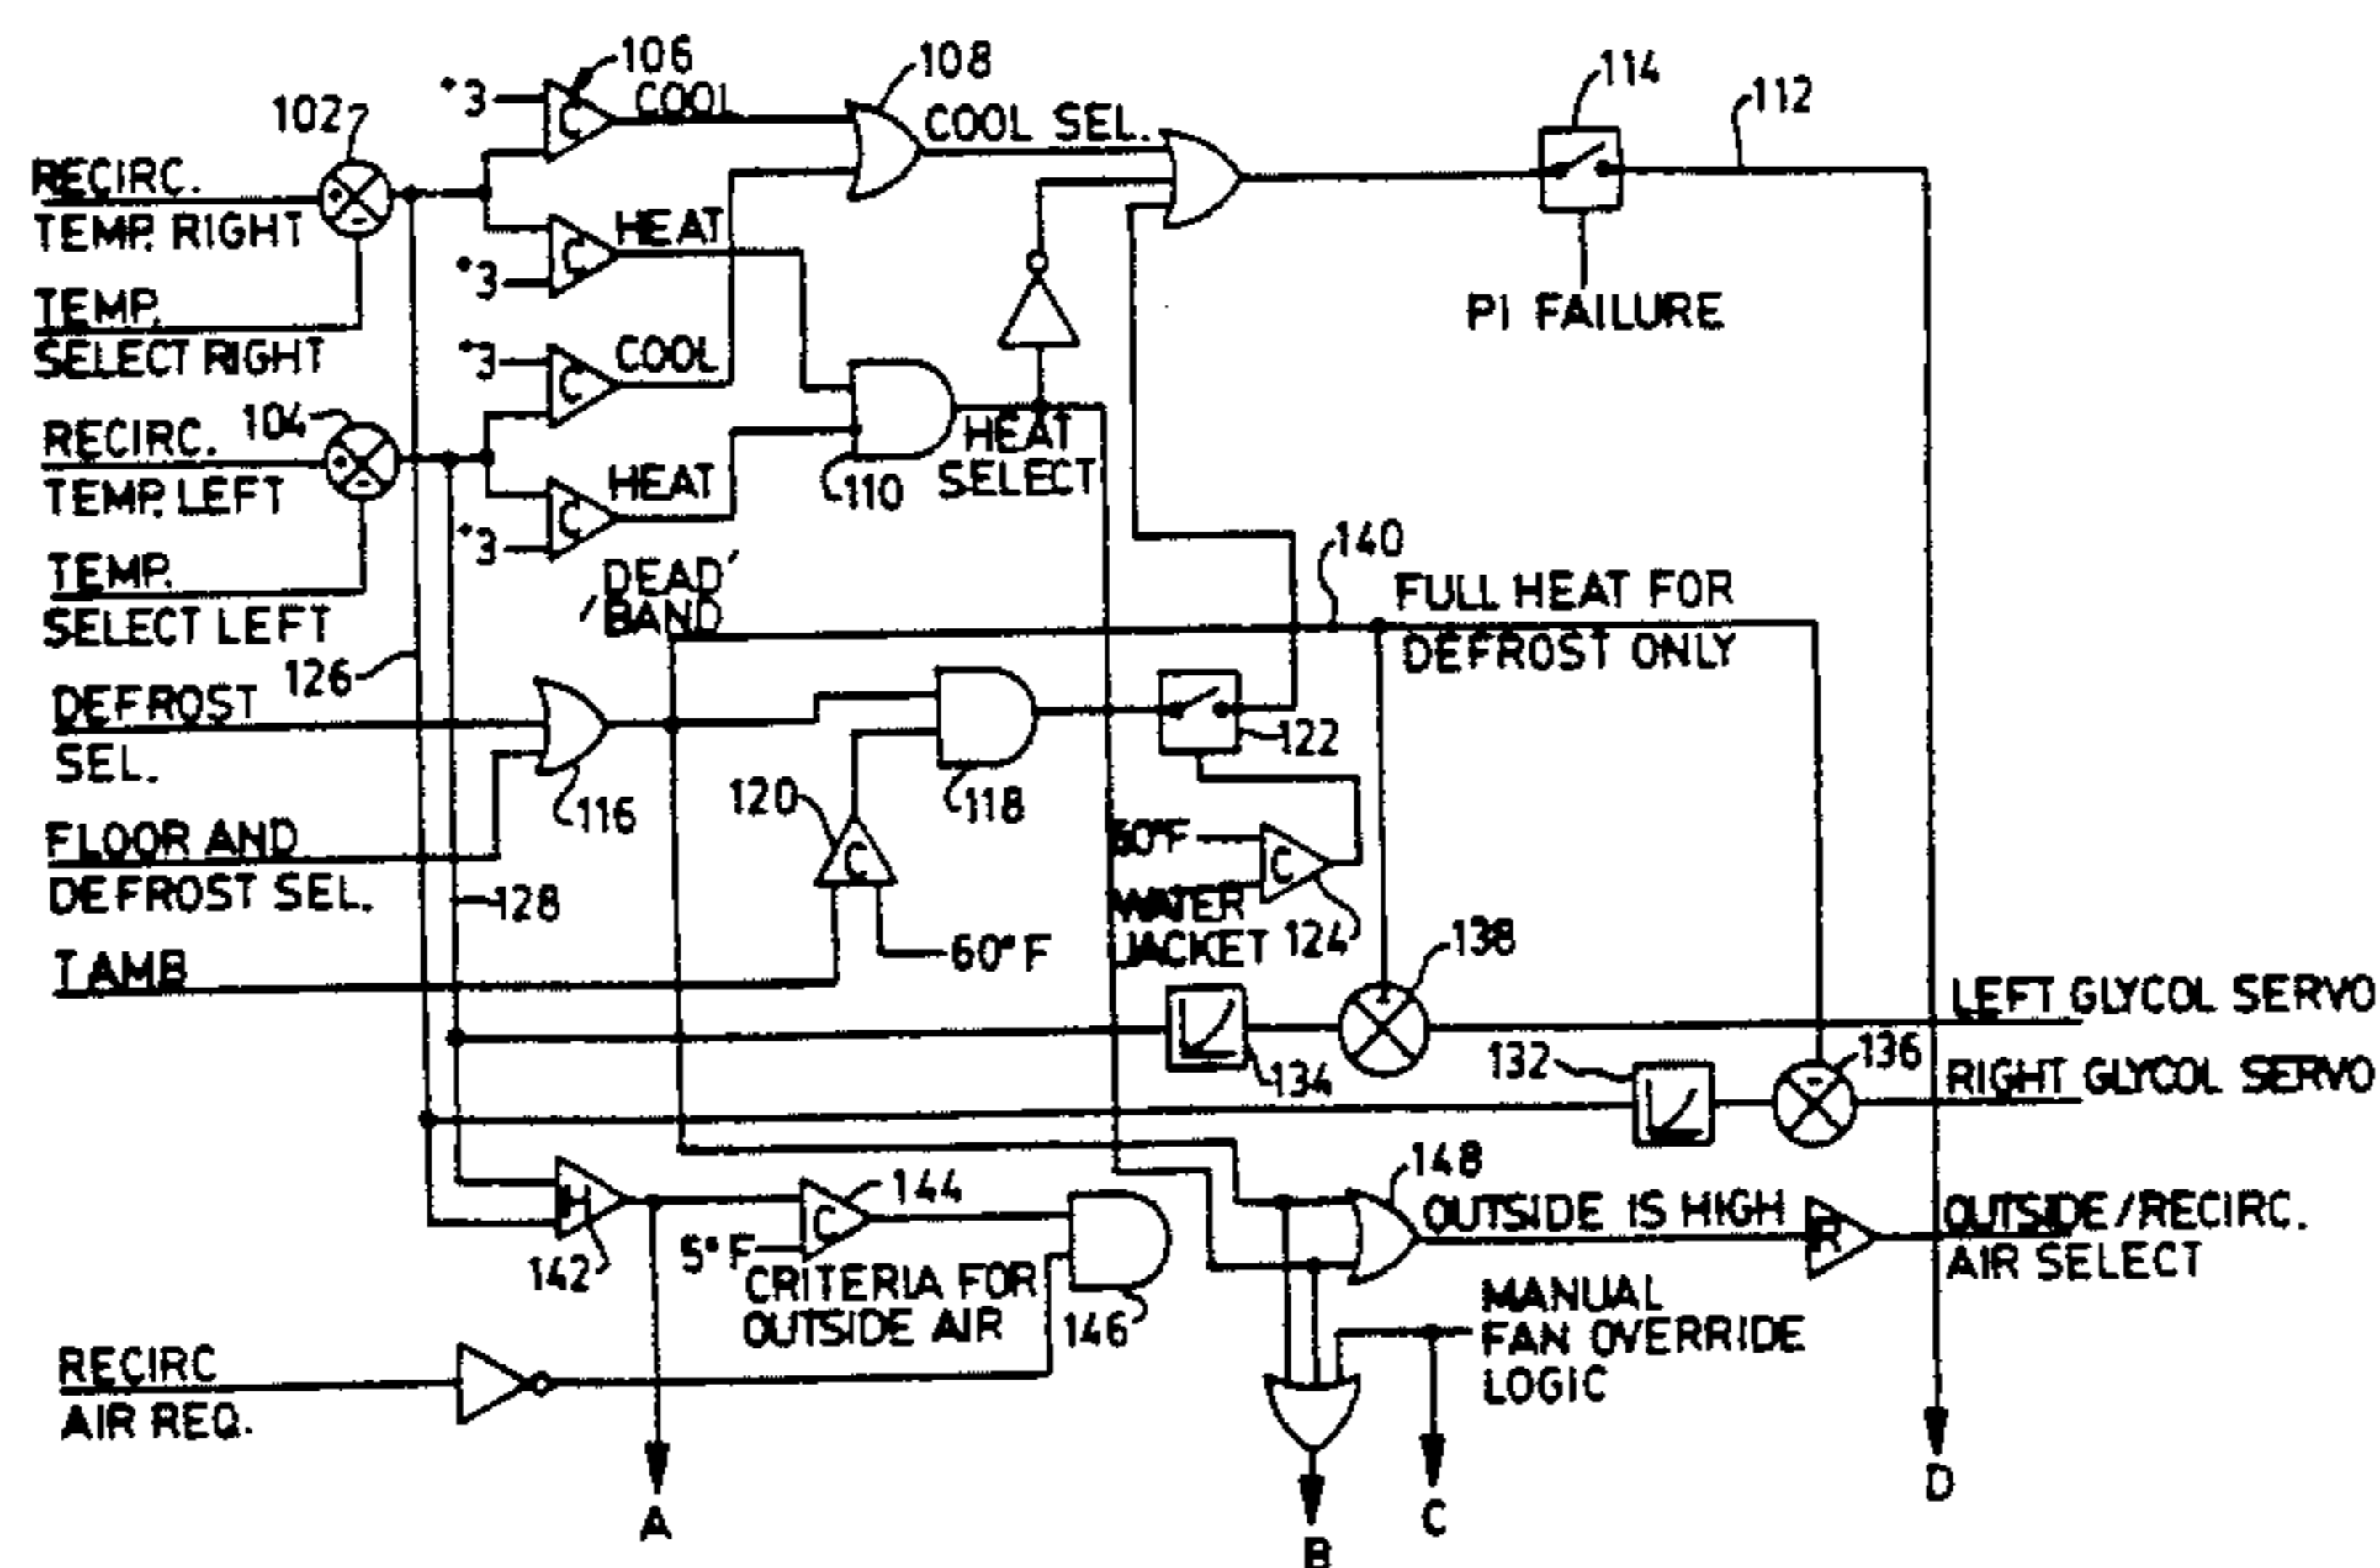 106
108
114
112
102
*3
COOL
COOL SEL.
RECIRC.
TEMP. RIGHT
HEAT
*3
TEMP.
SELECT RIGHT
PI FAILURE
*3
COOL
104
RECIRC.
TEMP. LEFT
HEAT
HEAT
SELECT
110
*3
TEMP.
SELECT LEFT
'DEAD'
BAND
140
FULL HEAT FOR
DEFROST ONLY
126
DEFROST
SEL.
116
118
120
122
FLOOR AND
DEFROST SEL.
128
WATER
JACKET
124
138
T AMB
60°F
LEFT GLYCOL SERVO
134
132
136
RIGHT GLYCOL SERVO
142
144
148
5°F
CRITERIA FOR
OUTSIDE AIR
146
OUTSIDE IS HIGH
OUTSIDE/RECIRC.
AIR SELECT
MANUAL
FAN OVERRIDE
LOGIC
RECIRC
AIR REQ.
C
C
C
C
C
C
H
C
R
A
B
C
D